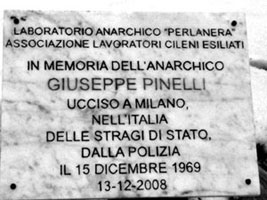 LABORATORIO ANARCHICO "PERLANERA"
ASSOCIAZIONE LAVORATORI CILENI ESILIATI
IN MEMORIA DELL'ANARCHICO
GIUSEPPE PINELLI
UCCISO A MILANO,
NELL'ITALIA
DELLE STRAGI DI STATO,
DALLA POLIZIA
IL 15 DICEMBRE 1969
13-12-2008